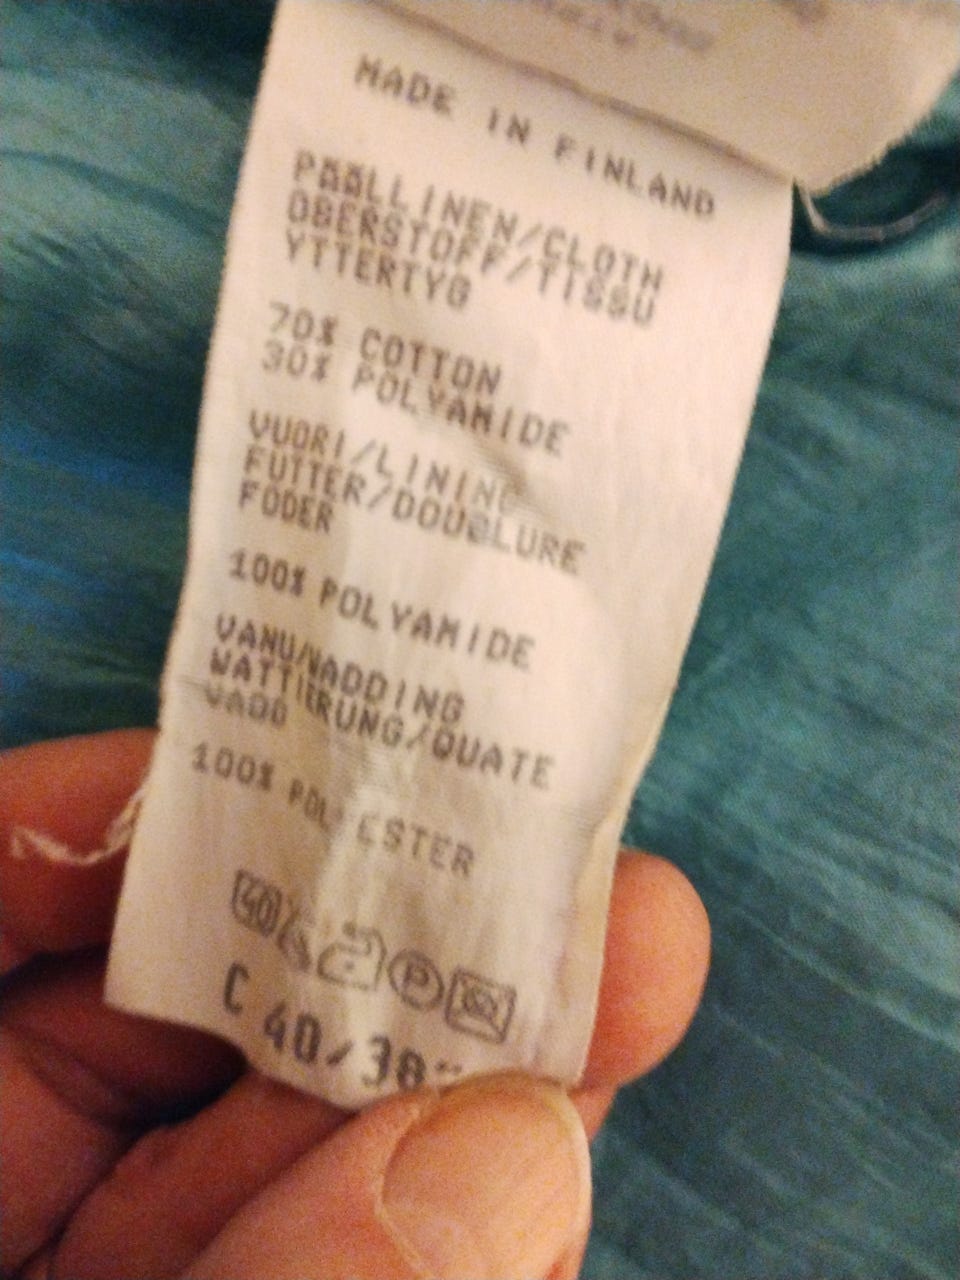 MADE IN FINLAND
PÄÄLLINEN/CLOTH
OBERSTOFF/TISSU
YTTERTYG
70% COTTON
30% POLYAMIDE
VUORI/LINING
FUTTER/DOUBLURE
FODER
100% POLYAMIDE
VANU/WADDING
WATTIERUNG/OUATE
VADD
100% POLYESTER
40
P
C 40/38